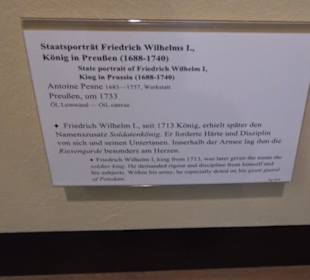 Staatsporträt Friedrich Wilhelms I.,
König in Preußen (1688-1740)
State portrait of Friedrich Wilhelm I,
King in Prussia (1688-1740)
Antoine Pesne 1683—1757, Werkstatt
Preußen, um 1733
Öl, Leinwand — Oil, canvas
• Friedrich Wilhelm I., seit 1713 König, erhielt später den
Namenszusatz Soldatenkönig. Er forderte Härte und Disziplin
von sich und seinen Untertanen. Innerhalb der Armee lag ihm die
Riesengarde besonders am Herzen.
• Friedrich Wilhelm I, king from 1713, was later given the name the
soldier king. He demanded rigour and discipline from himself and
his subjects. Within his army, he especially doted on his giant guard
of Potsdam.